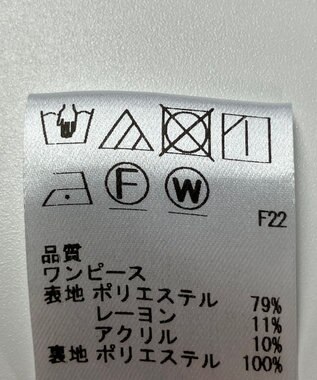 F W
F22
品質
ワンピース
表地 ポリエステル 79%
レーヨン 11%
アクリル 10%
裏地 ポリエステル 100%